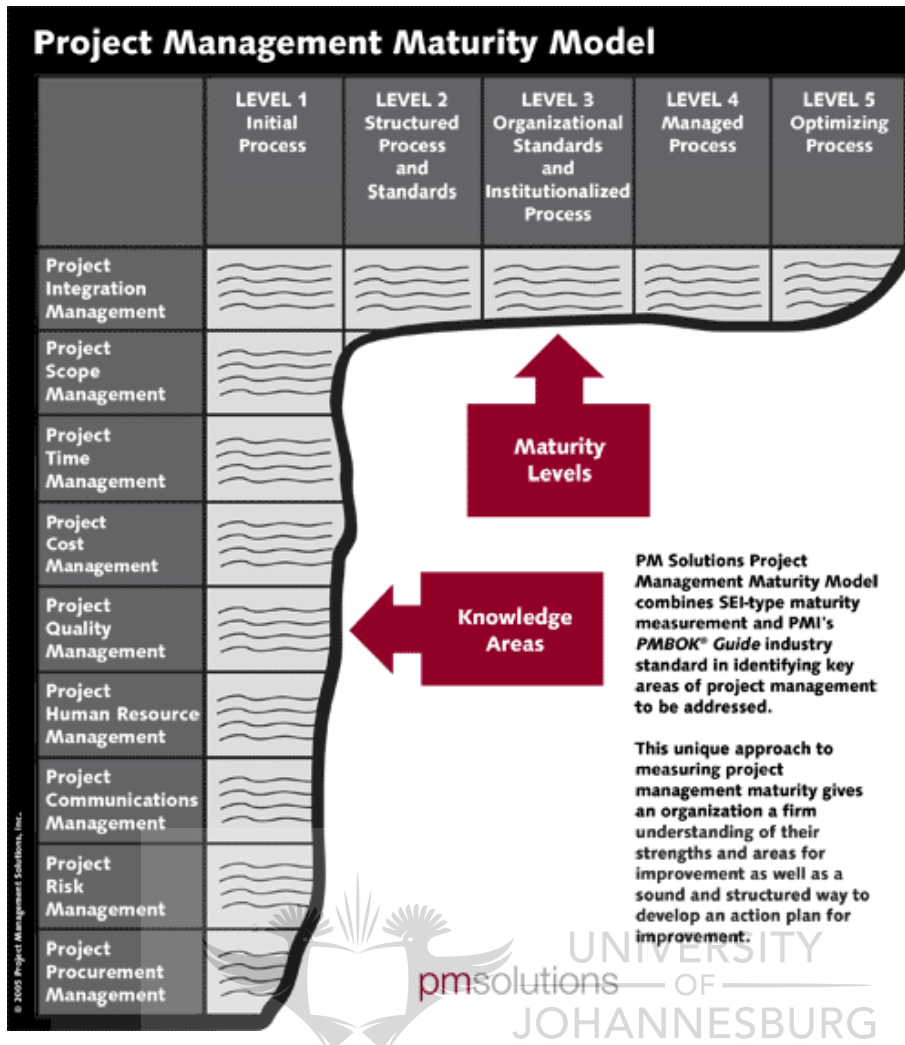 Project Management Maturity Model
LEVEL 1
Initial
Process
LEVEL 2
Structured
Process
and
Standards
LEVEL 3
Organizational
Standards
and
Institutionalized
Process
LEVEL 4
Managed
Process
LEVEL 5
Optimizing
Process
Project
Integration
Management
Project
Scope
Management
Project
Time
Management
Project
Cost
Management
Project
Quality
Management
Project
Human Resource
Management
Project
Communications
Management
Project
Risk
Management
Project
Procurement
Management
Maturity
Levels
Knowledge
Areas
PM Solutions Project
Management Maturity Model
combines SEI-type maturity
measurement and PMI's
PMBOK® Guide industry
standard in identifying key
areas of project management
to be addressed.
This unique approach to
measuring project
management maturity gives
an organization a firm
understanding of their
strengths and areas for
improvement as well as a
sound and structured way to
develop an action plan for
improvement.
pmsolutions
© 2005 Project Management Solutions, Inc.
UNIVERSITY
OF
JOHANNESBURG